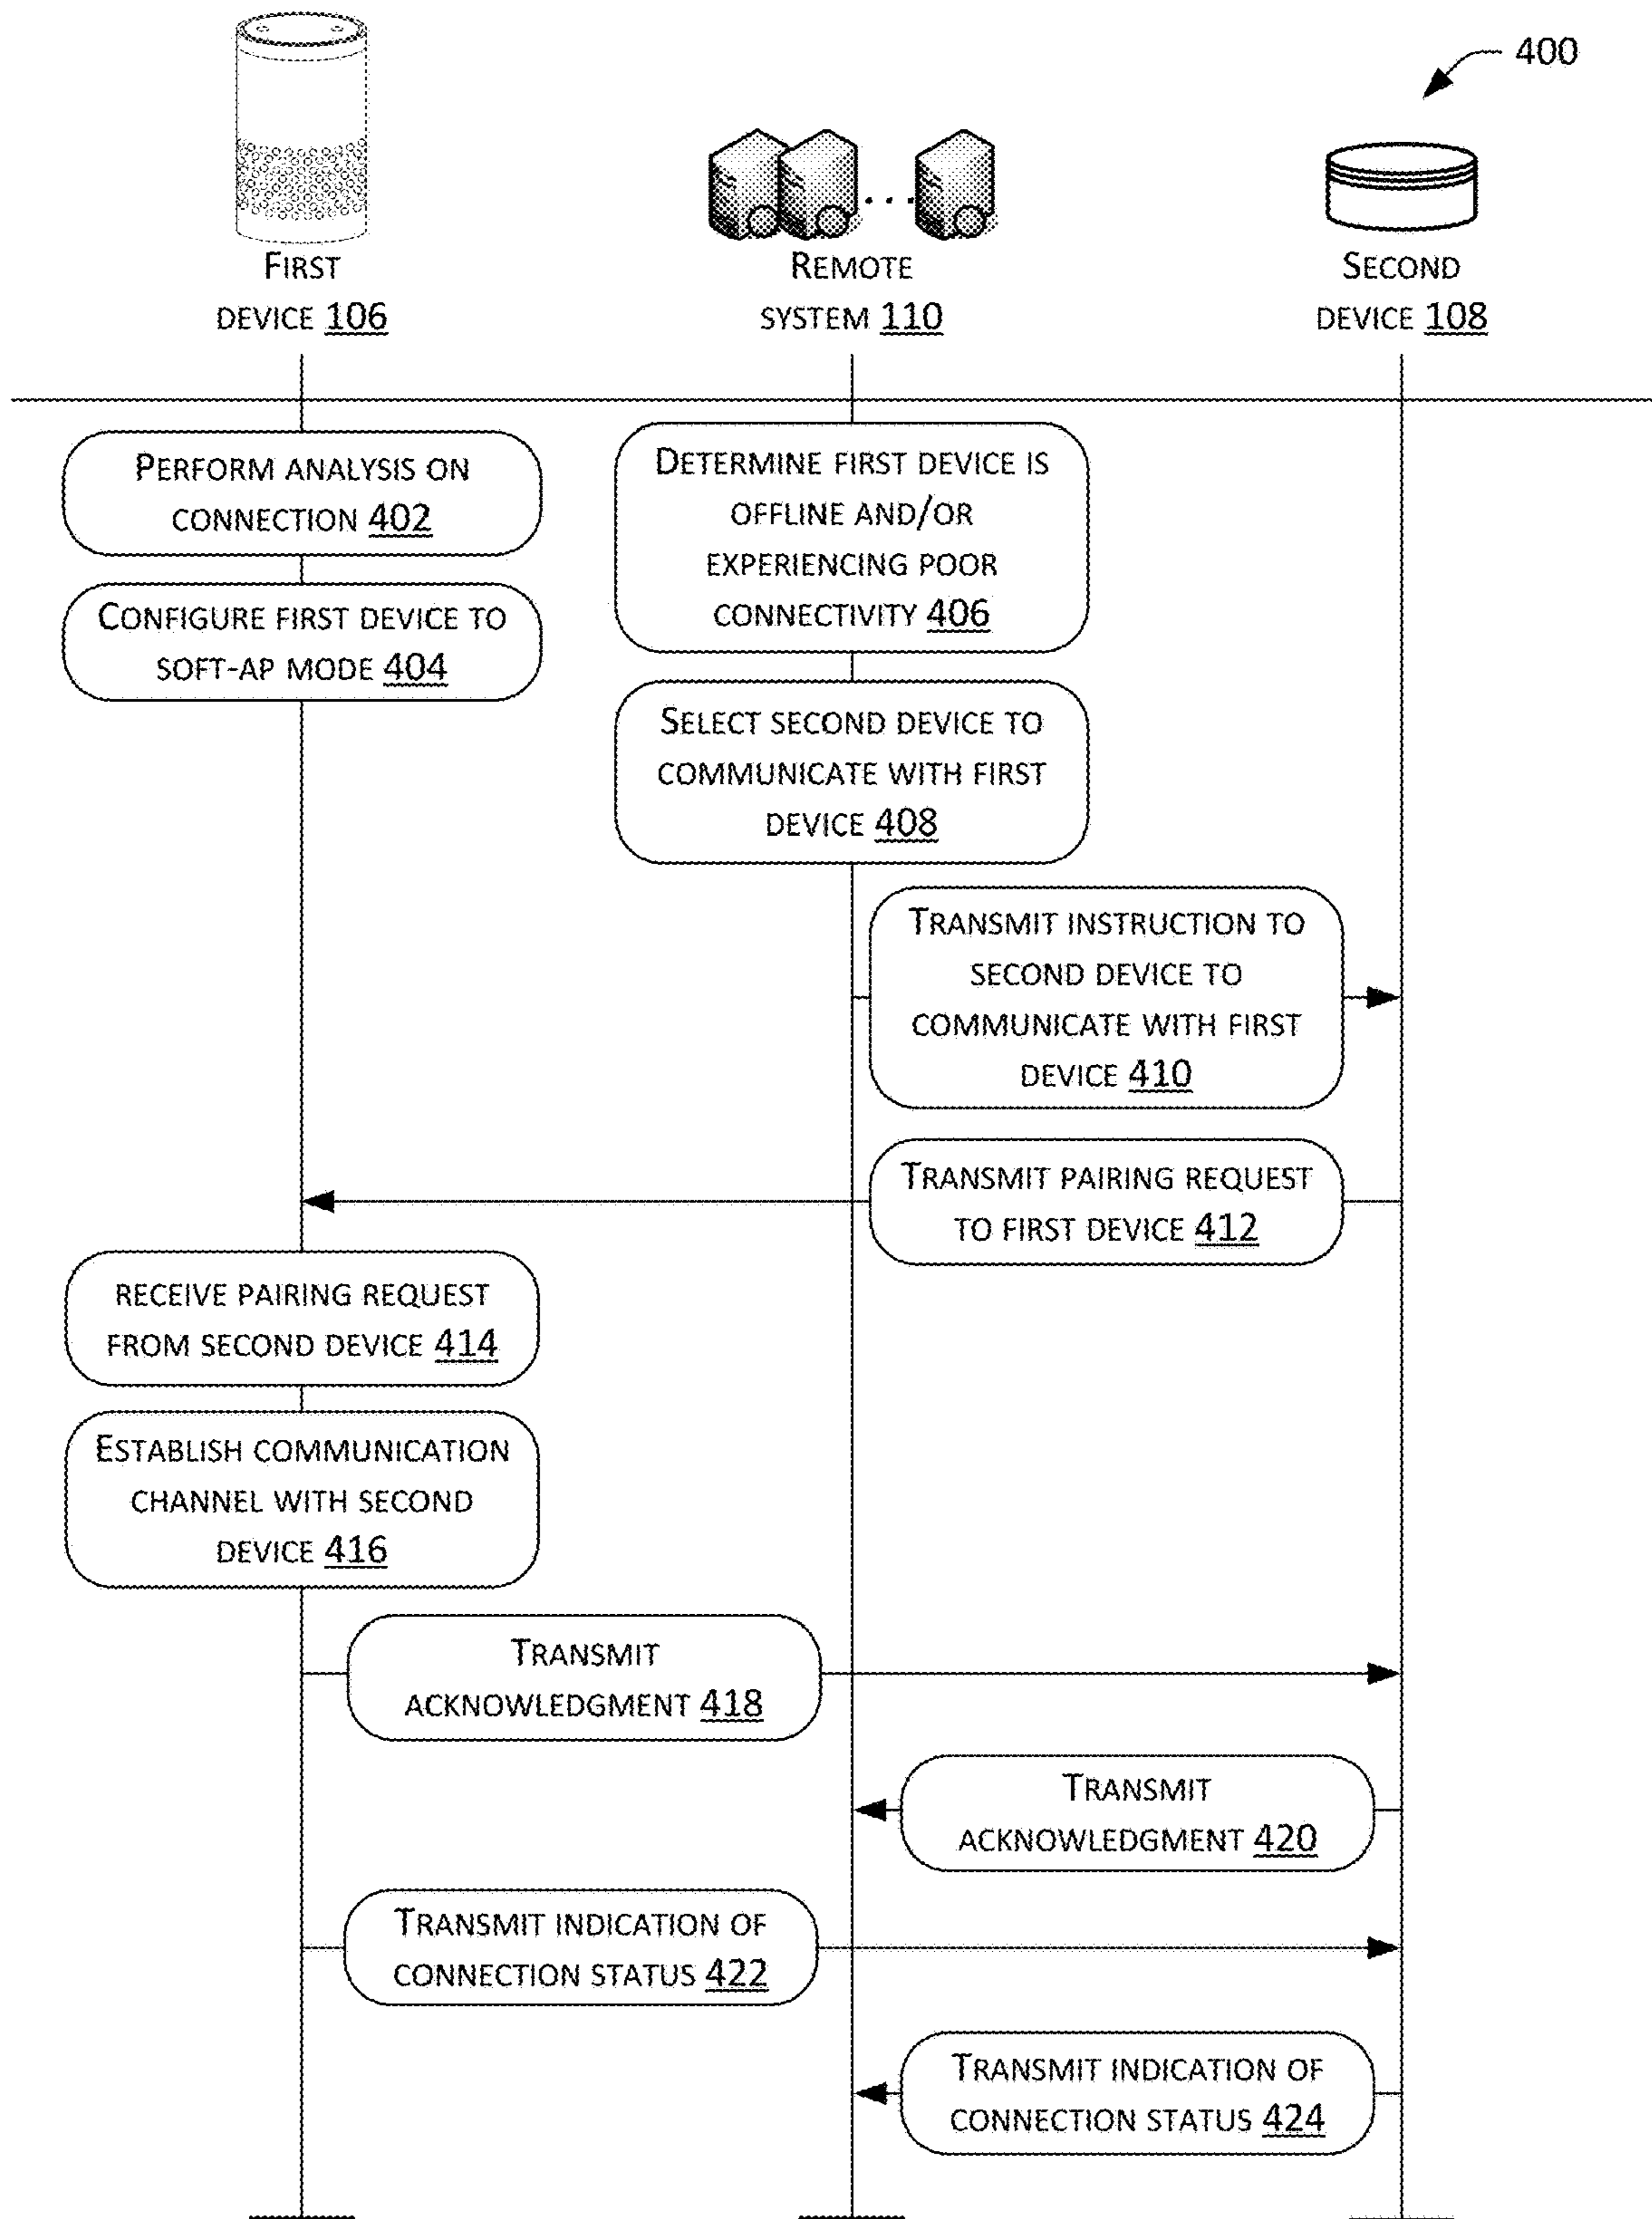 400
FIRST
DEVICE 106
REMOTE
SYSTEM 110
SECOND
DEVICE 108
PERFORM ANALYSIS ON
CONNECTION 402
CONFIGURE FIRST DEVICE TO
SOFT-AP MODE 404
DETERMINE FIRST DEVICE IS
OFFLINE AND/OR
EXPERIENCING POOR
CONNECTIVITY 406
SELECT SECOND DEVICE TO
COMMUNICATE WITH FIRST
DEVICE 408
TRANSMIT INSTRUCTION TO
SECOND DEVICE TO
COMMUNICATE WITH FIRST
DEVICE 410
TRANSMIT PAIRING REQUEST
TO FIRST DEVICE 412
RECEIVE PAIRING REQUEST
FROM SECOND DEVICE 414
ESTABLISH COMMUNICATION
CHANNEL WITH SECOND
DEVICE 416
TRANSMIT
ACKNOWLEDGMENT 418
TRANSMIT
ACKNOWLEDGMENT 420
TRANSMIT INDICATION OF
CONNECTION STATUS 422
TRANSMIT INDICATION OF
CONNECTION STATUS 424